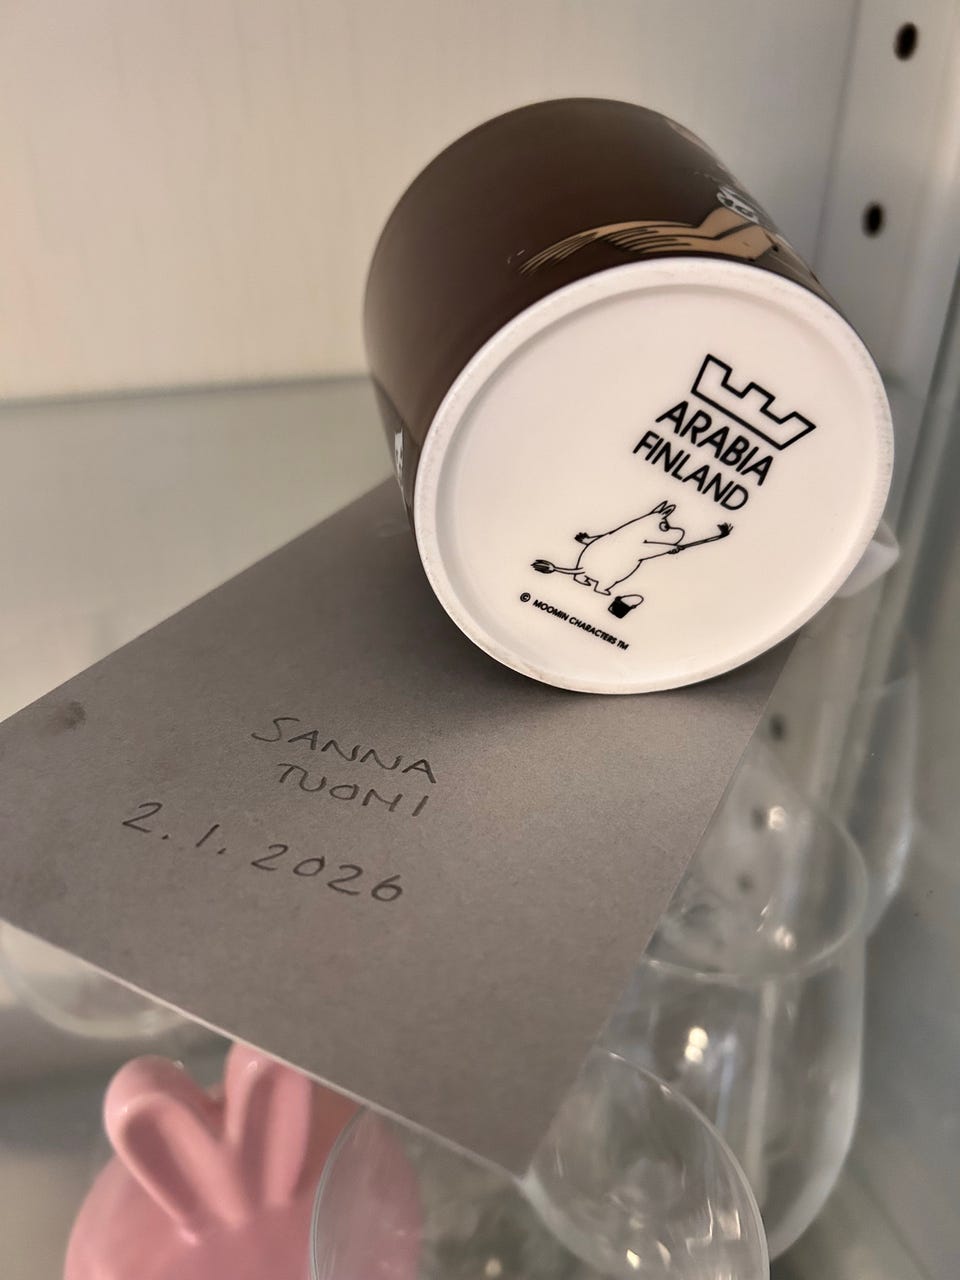 ARABIA
FINLAND
© MOOMIN CHARACTERS TM
SANNA
TUOMI
2.1.2026